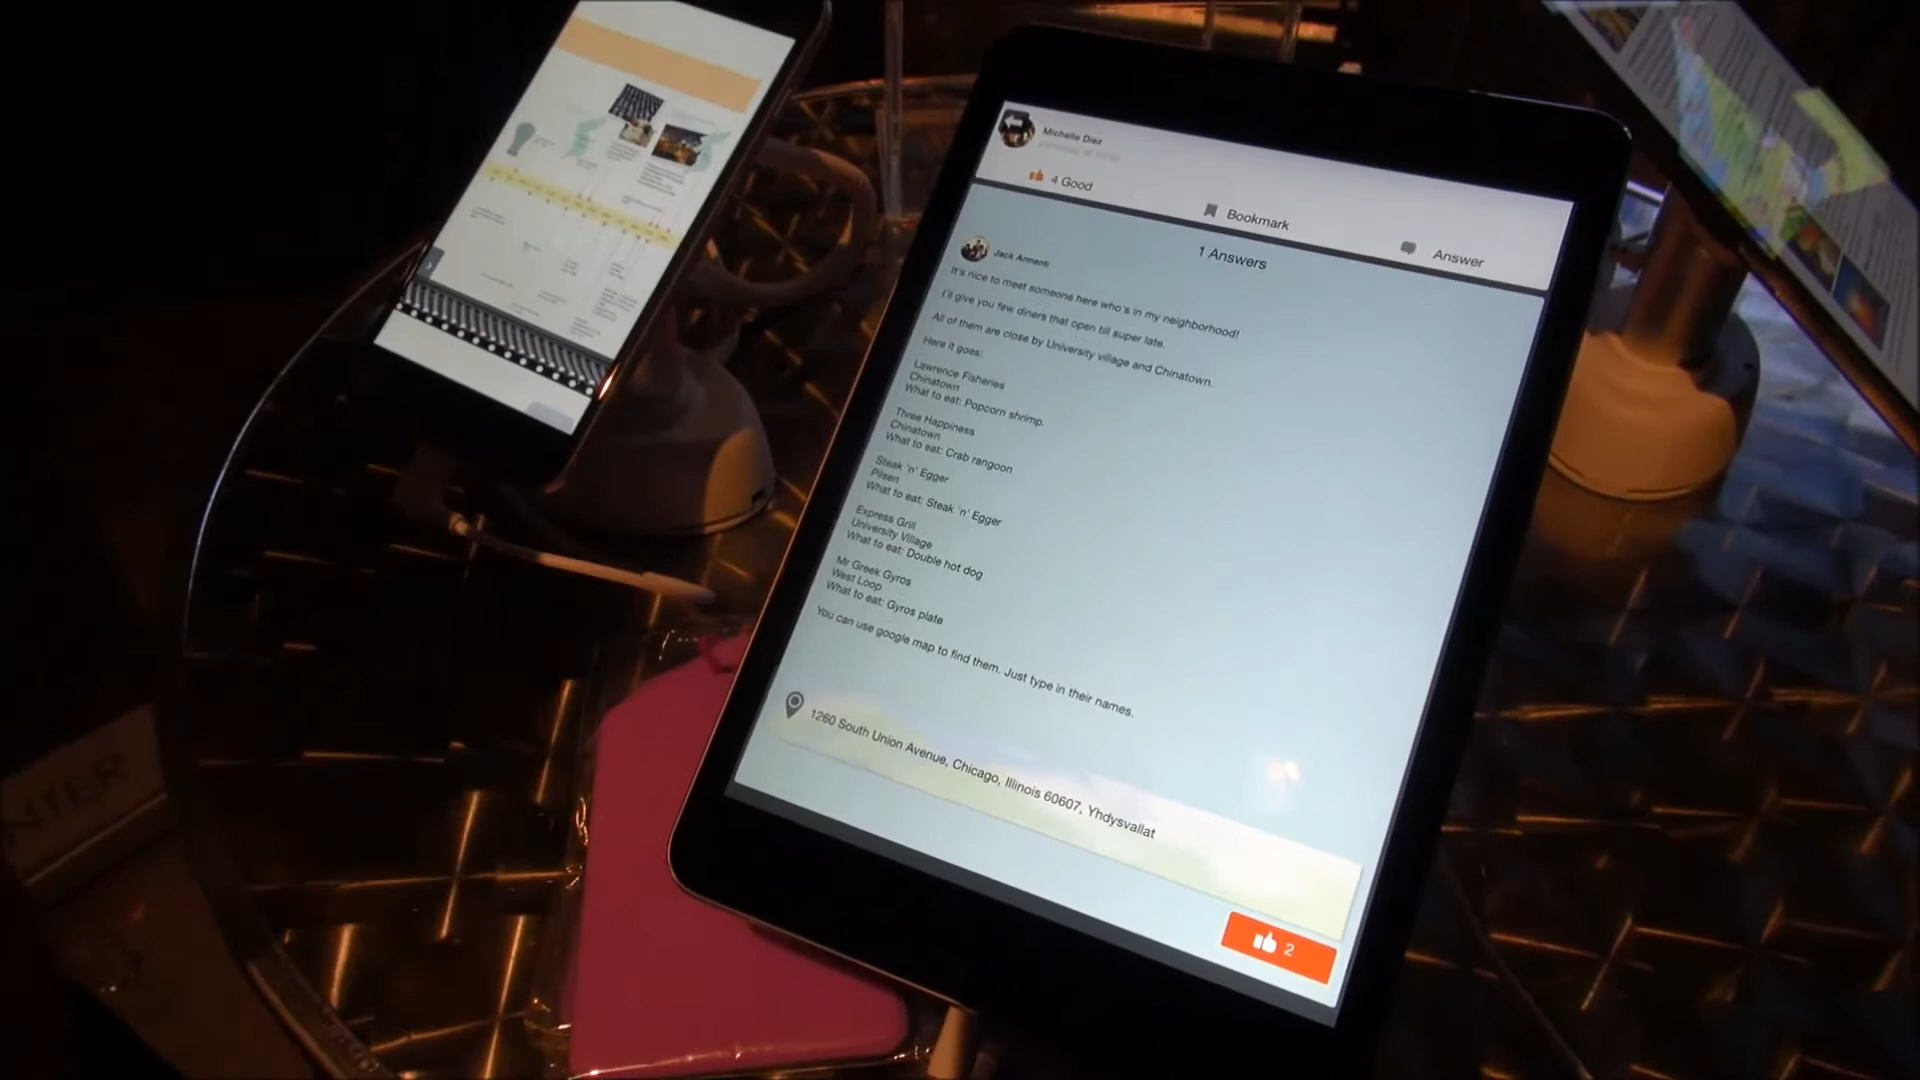 Michelle Diez
4 Good
Bookmark
Answer
1 Answers
Jack Armenti
It's nice to meet someone here who's in my neighborhood!
I'll give you few diners that open till super late.
All of them are close by University village and Chinatown.
Here it goes:
Lawrence Fisheries
Chinatown
What to eat: Popcorn shrimp.
Three Happiness
Chinatown
What to eat: Crab rangoon
Steak 'n' Egger
Pilsen
What to eat: Steak 'n' Egger
Express Grill
University Village
What to eat: Double hot dog
Mr Greek Gyros
West Loop
What to eat: Gyros plate
You can use google map to find them. Just type in their names.
1260 South Union Avenue, Chicago, Illinois 60607, Yhdysvallat
2